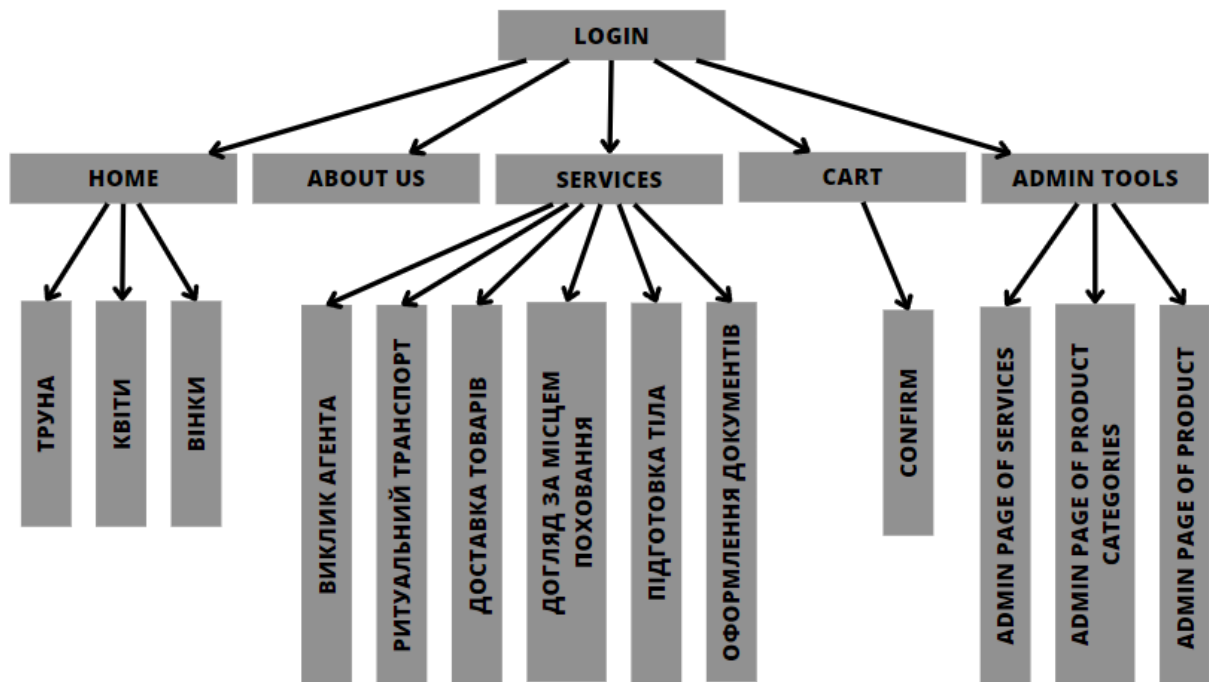 LOGIN
HOME
ABOUT US
SERVICES
CART
ADMIN TOOLS
ТРУНА
КВІТИ
ВІНКИ
ВИКЛИК АГЕНТА
РИТУАЛЬНИЙ ТРАНСПОРТ
ДОСТАВКА ТОВАРІВ
ДОГЛЯД ЗА МІСЦЕМ
ПОХОВАННЯ
ПІДГОТОВКА ТІЛА
ОФОРМЛЕННЯ ДОКУМЕНТІВ
CONFIRM
ADMIN PAGE OF SERVICES
ADMIN PAGE OF PRODUCT
CATEGORIES
ADMIN PAGE OF PRODUCT